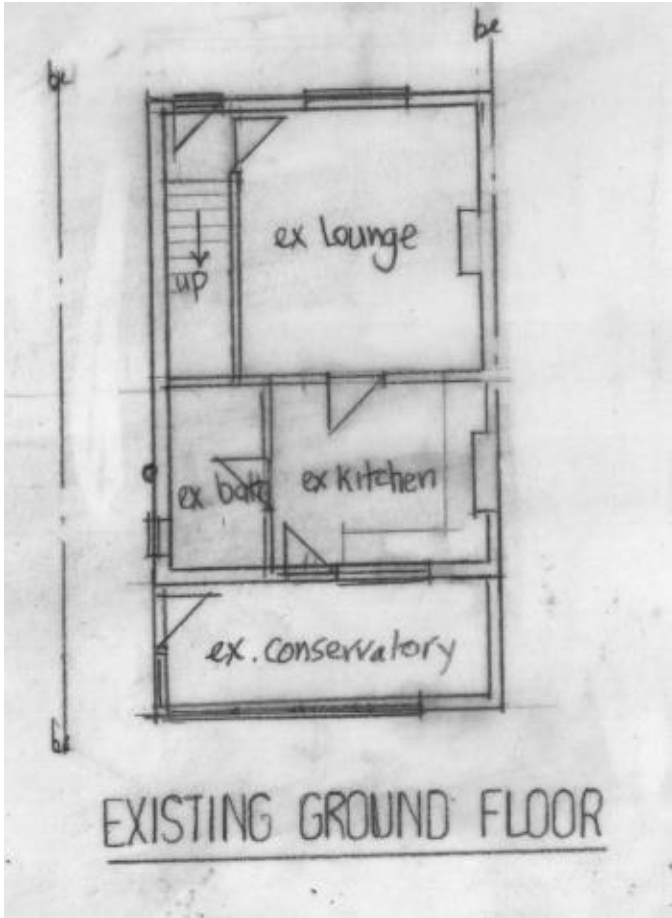 be
be
ex lounge
up
ex bath
ex kitchen
ex. conservatory
be
EXISTING GROUND FLOOR